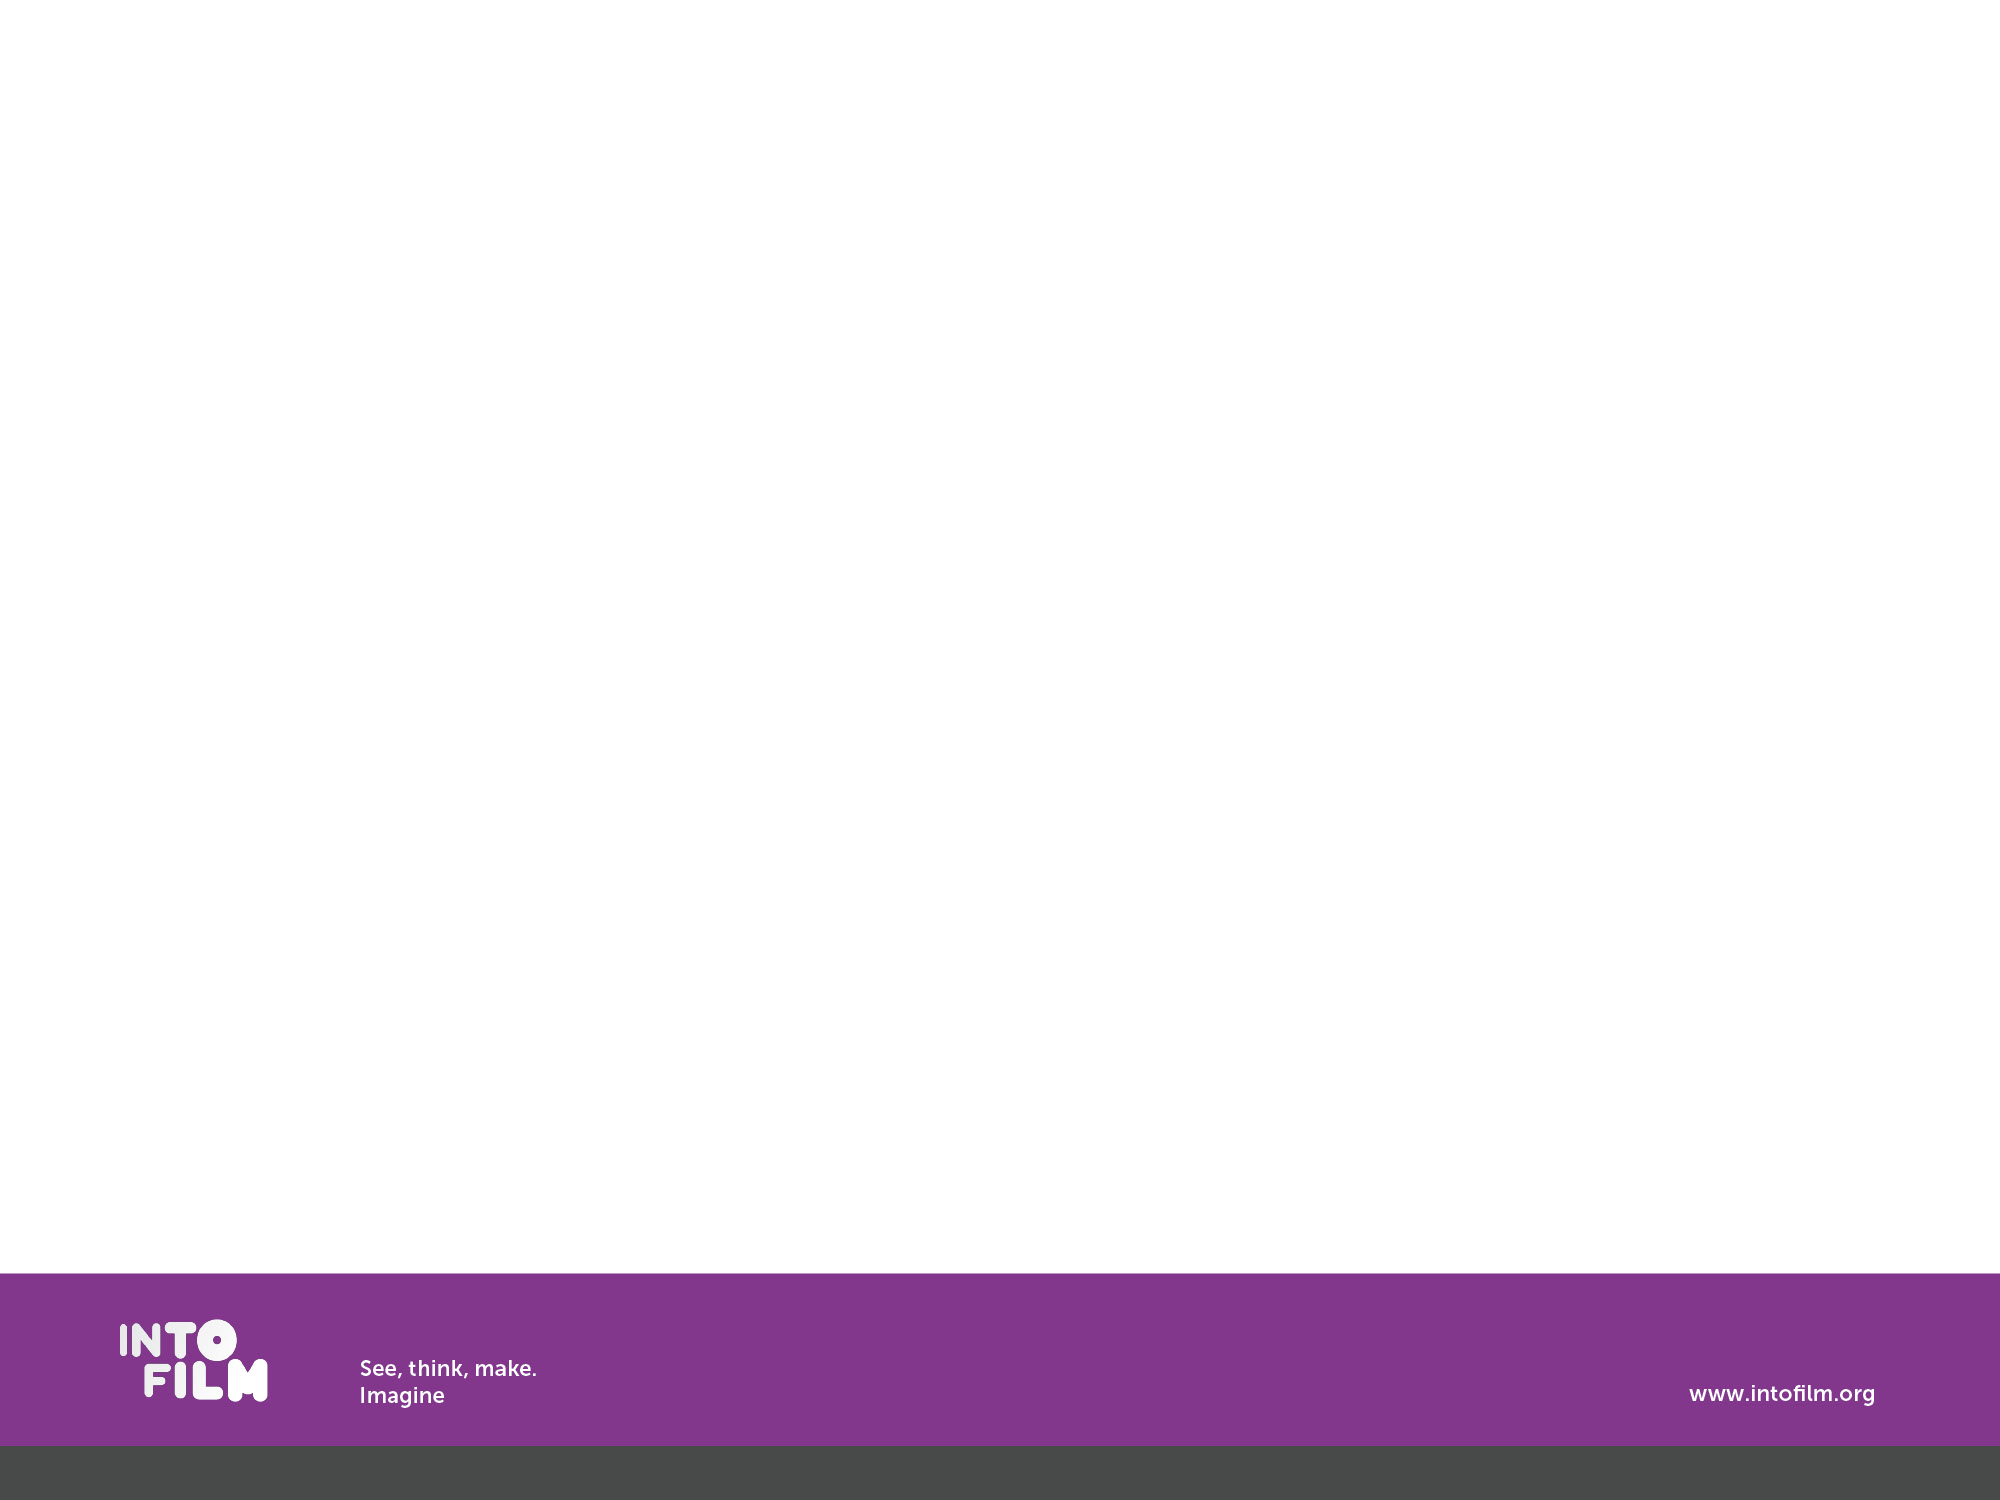 INTO
FILM
See, think, make.
Imagine
www.intofilm.org